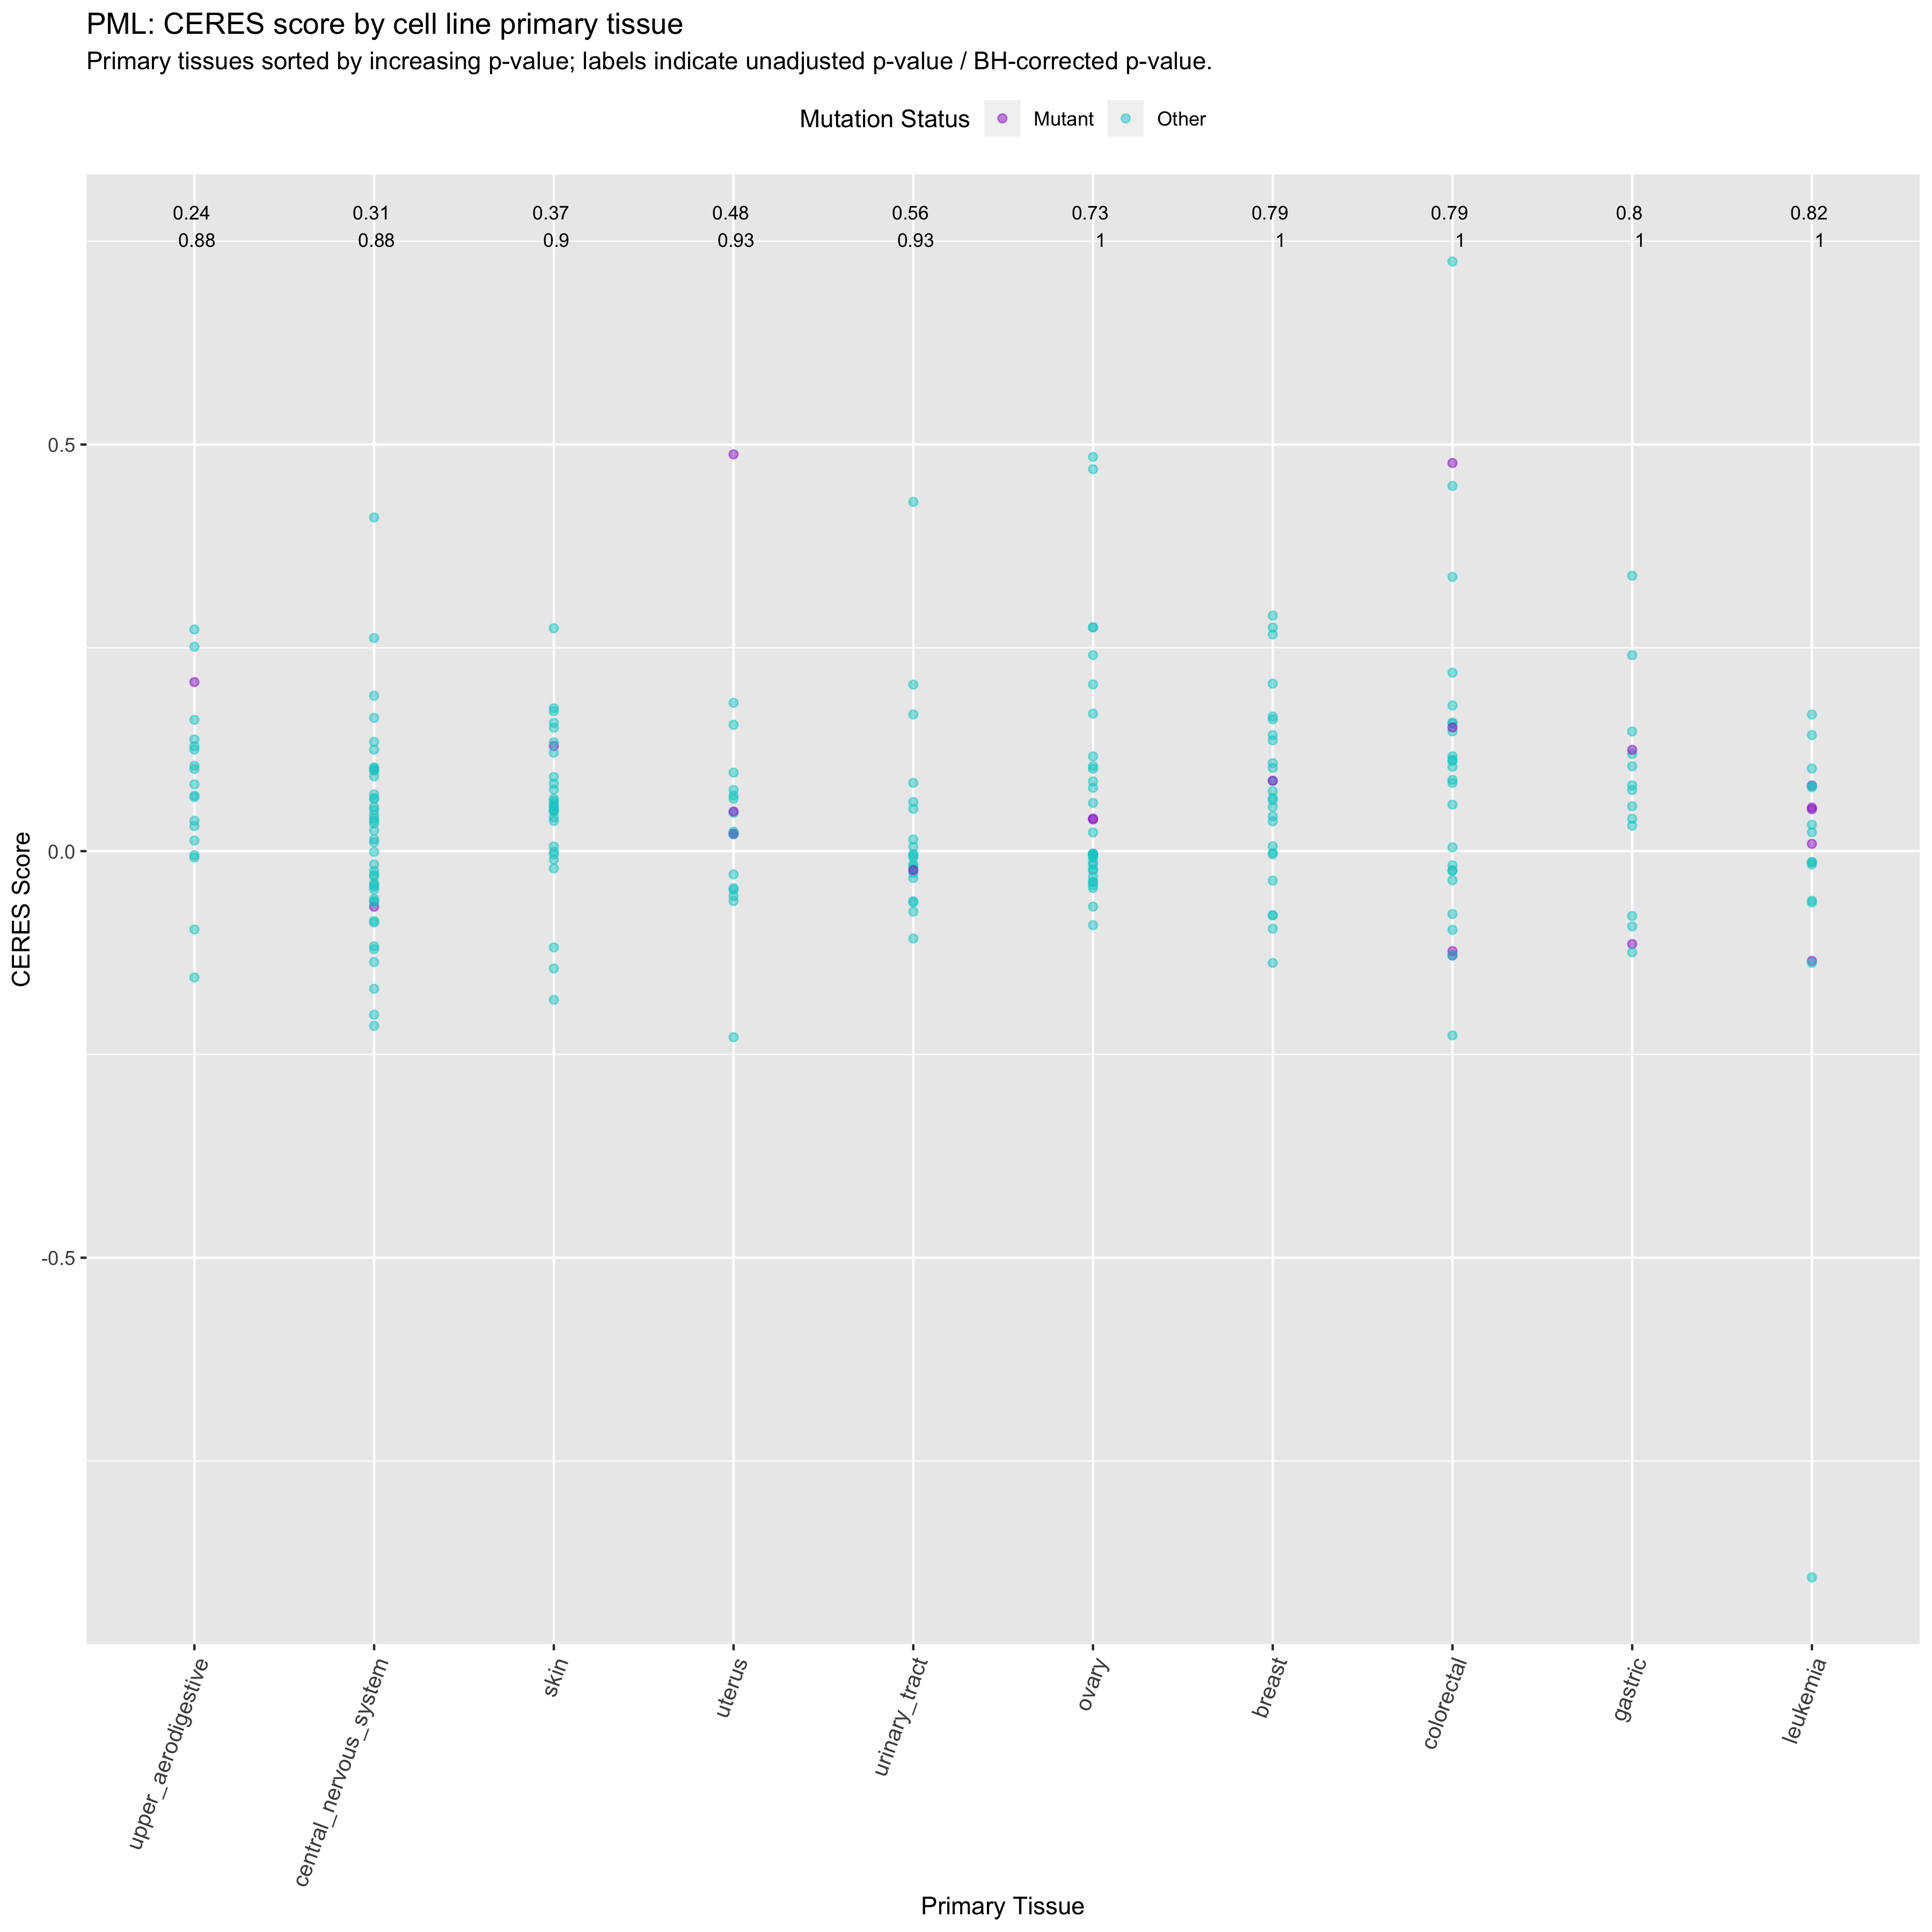 PML: CERES score by cell line primary tissue
Primary tissues sorted by increasing p-value; labels indicate unadjusted p-value / BH-corrected p-value.
Mutation Status Mutant Other
0.24 0.31 0.37 0.48 0.56 0.73 0.79 0.79 0.8 0.82
0.88 0.88 0.9 0.93 0.93 1 1 1 1 1
0.5
0.0
-0.5
CERES Score
upper_aerodigestive
central_nervous_system
skin
uterus
urinary_tract
ovary
breast
colorectal
gastric
leukemia
Primary Tissue